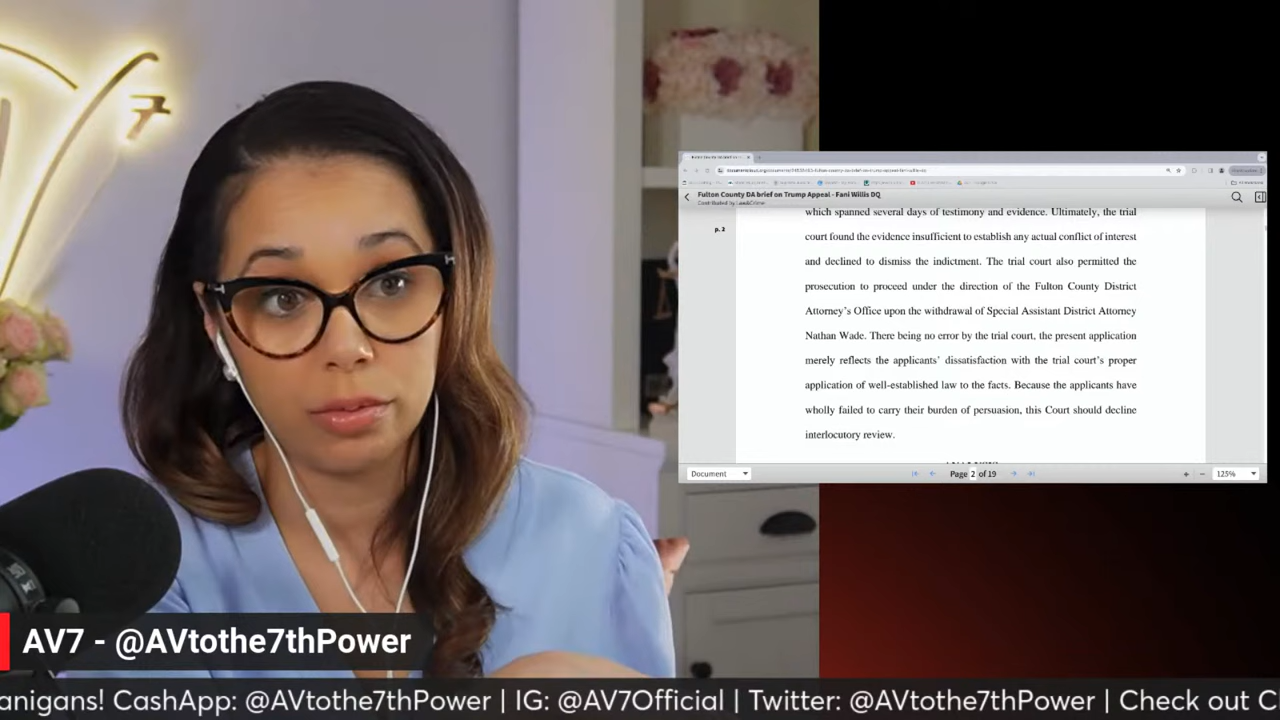 V7
Fulton County DA brief on Trump Appeal - Fani Willis DQ
Contributed by Law&Crime
p. 2
which spanned several days of testimony and evidence. Ultimately, the trial
court found the evidence insufficient to establish any actual conflict of interest
and declined to dismiss the indictment. The trial court also permitted the
prosecution to proceed under the direction of the Fulton County District
Attorney's Office upon the withdrawal of Special Assistant District Attorney
Nathan Wade. There being no error by the trial court, the present application
merely reflects the applicants' dissatisfaction with the trial court's proper
application of well-established law to the facts. Because the applicants have
wholly failed to carry their burden of persuasion, this Court should decline
interlocutory review.
Document
Page 2 of 19
125%
AV7 - @AVtothe7thPower
anigans! CashApp: @AVtothe7thPower | IG: @AV7Official | Twitter: @AVtothe7thPower | Check out C